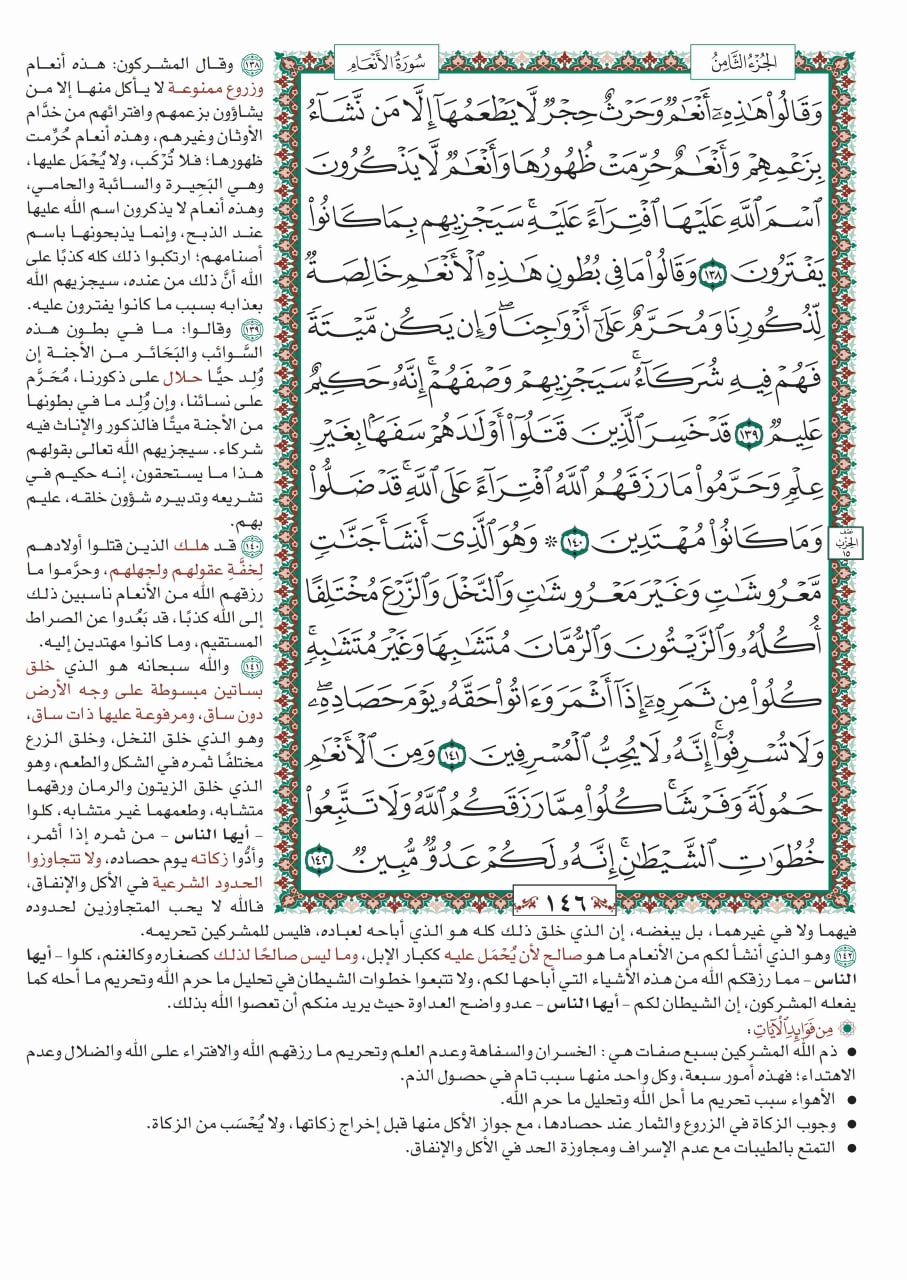 الجُزْءُ الثَّامِنُ
سُورَةُ الأَنْعَامِ
وَقَالُوا۟ هَـٰذِهِۦٓ أَنْعَـٰمٌ وَحَرْثٌ حِجْرٌ لَّا يَطْعَمُهَآ إِلَّا مَن نَّشَآءُ
بِزَعْمِهِمْ وَأَنْعَـٰمٌ حُرِّمَتْ ظُهُورُهَا وَأَنْعَـٰمٌ لَّا يَذْكُرُونَ
ٱسْمَ ٱللَّهِ عَلَيْهَا ٱفْتِرَآءً عَلَيْهِ ۚ سَيَجْزِيهِم بِمَا كَانُوا۟
يَفْتَرُونَ ١٣٨ وَقَالُوا۟ مَا فِى بُطُونِ هَـٰذِهِ ٱلْأَنْعَـٰمِ خَالِصَةٌ
لِّذُكُورِنَا وَمُحَرَّمٌ عَلَىٰٓ أَزْوَٰجِنَا ۖ وَإِن يَكُن مَّيْتَةً
فَهُمْ فِيهِ شُرَكَآءُ ۚ سَيَجْزِيهِمْ وَصْفَهُمْ ۚ إِنَّهُۥ حَكِيمٌ
عَلِيمٌ ١٣٩ قَدْ خَسِرَ ٱلَّذِينَ قَتَلُوٓا۟ أَوْلَـٰدَهُمْ سَفَهًۢا بِغَيْرِ
عِلْمٍ وَحَرَّمُوا۟ مَا رَزَقَهُمُ ٱللَّهُ ٱفْتِرَآءً عَلَى ٱللَّهِ ۚ قَدْ ضَلُّوا۟
وَمَا كَانُوا۟ مُهْتَدِينَ ١٤٠ ۞ وَهُوَ ٱلَّذِىٓ أَنشَأَ جَنَّـٰتٍ
مَّعْرُوشَـٰتٍ وَغَيْرَ مَعْرُوشَـٰتٍ وَٱلنَّخْلَ وَٱلزَّرْعَ مُخْتَلِفًا
أُكُلُهُۥ وَٱلزَّيْتُونَ وَٱلرُّمَّانَ مُتَشَـٰبِهًا وَغَيْرَ مُتَشَـٰبِهٍ ۚ
كُلُوا۟ مِن ثَمَرِهِۦٓ إِذَآ أَثْمَرَ وَءَاتُوا۟ حَقَّهُۥ يَوْمَ حَصَادِهِۦ ۖ
وَلَا تُسْرِفُوٓا۟ ۚ إِنَّهُۥ لَا يُحِبُّ ٱلْمُسْرِفِينَ ١٤١ وَمِنَ ٱلْأَنْعَـٰمِ
حَمُولَةً وَفَرْشًا ۚ كُلُوا۟ مِمَّا رَزَقَكُمُ ٱللَّهُ وَلَا تَتَّبِعُوا۟
خُطُوَٰتِ ٱلشَّيْطَـٰنِ ۚ إِنَّهُۥ لَكُمْ عَدُوٌّ مُّبِينٌ ١٤٢
نصف
الحزب
١٥
١٤٦
١٣٨ وقال المشركون: هذه أنعام
وزروع ممنوعة لا يأكل منها إلا من
يشاؤون بزعمهم وافترائهم من خدَّام
الأوثان وغيرهم، وهذه أنعام حُرِّمت
ظهورها؛ فلا تُرْكَب، ولا يُحْمَل عليها،
وهي البَحِيرة والسائبة والحامي،
وهذه أنعام لا يذكرون اسم الله عليها
عند الذبح، وإنما يذبحونها باسم
أصنامهم؛ ارتكبوا ذلك كله كذبًا على
الله أنَّ ذلك من عنده، سيجزيهم الله
بعذابه بسبب ما كانوا يفترون عليه.
١٣٩ وقالوا: ما في بطون هذه
السَّوائب والبَحَائر من الأجنة إن
وُلِد حيًّا حلال على ذكورنا، مُحَرَّم
على نسائنا، وإن وُلِد ما في بطونها
من الأجنة ميتًا فالذكور والإناث فيه
شركاء. سيجزيهم الله تعالى بقولهم
هذا ما يستحقون، إنه حكيم في
تشريعه وتدبيره شؤون خلقه، عليم
بهم.
١٤٠ قد هلك الذين قتلوا أولادهم
لِخفَّةِ عقولهم ولجهلهم، وحرَّموا ما
رزقهم الله من الأنعام ناسبين ذلك
إلى الله كذبًا، قد بَعُدوا عن الصراط
المستقيم، وما كانوا مهتدين إليه.
١٤١ والله سبحانه هو الذي خلق
بساتين مبسوطة على وجه الأرض
دون ساق، ومرفوعة عليها ذات ساق،
وهو الذي خلق النخل، وخلق الزرع
مختلفًا ثمره في الشكل والطعم، وهو
الذي خلق الزيتون والرمان ورقهما
متشابه، وطعمهما غير متشابه، كلوا
– أيها الناس – من ثمره إذا أثمر،
وأدُّوا زكاته يوم حصاده، ولا تتجاوزوا
الحدود الشرعية في الأكل والإنفاق،
فالله لا يحب المتجاوزين لحدوده
فيهما ولا في غيرهما، بل يبغضه، إن الذي خلق ذلك كله هو الذي أباحه لعباده، فليس للمشركين تحريمه.
١٤٢ وهو الذي أنشأ لكم من الأنعام ما هو صالح لأن يُحْمَل عليه ككبار الإبل، وما ليس صالحًا لذلك كصغاره وكالغنم، كلوا – أيها
الناس – مما رزقكم الله من هذه الأشياء التي أباحها لكم، ولا تتبعوا خطوات الشيطان في تحليل ما حرم الله وتحريم ما أحله كما
يفعله المشركون، إن الشيطان لكم – أيها الناس – عدو واضح العداوة حيث يريد منكم أن تعصوا الله بذلك.
مِن فَوَائِدِ الآيَاتِ:
● ذم الله المشركين بسبع صفات هي : الخسران والسفاهة وعدم العلم وتحريم ما رزقهم الله والافتراء على الله والضلال وعدم
الاهتداء؛ فهذه أمور سبعة، وكل واحد منها سبب تام في حصول الذم.
● الأهواء سبب تحريم ما أحل الله وتحليل ما حرم الله.
● وجوب الزكاة في الزروع والثمار عند حصادها، مع جواز الأكل منها قبل إخراج زكاتها، ولا يُحْسَب من الزكاة.
● التمتع بالطيبات مع عدم الإسراف ومجاوزة الحد في الأكل والإنفاق.